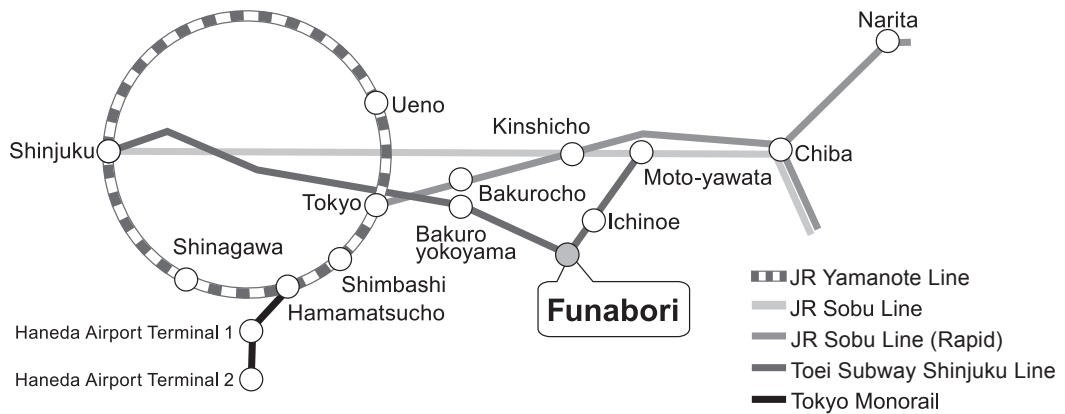 Narita
Ueno
Kinshicho
Shinjuku
Chiba
Moto-yawata
Bakurocho
Tokyo
Ichinoe
Bakuro
yokoyama
Shinagawa
Shimbashi
Hamamatsucho
Funabori
Haneda Airport Terminal 1
Haneda Airport Terminal 2
JR Yamanote Line
JR Sobu Line
JR Sobu Line (Rapid)
Toei Subway Shinjuku Line
Tokyo Monorail